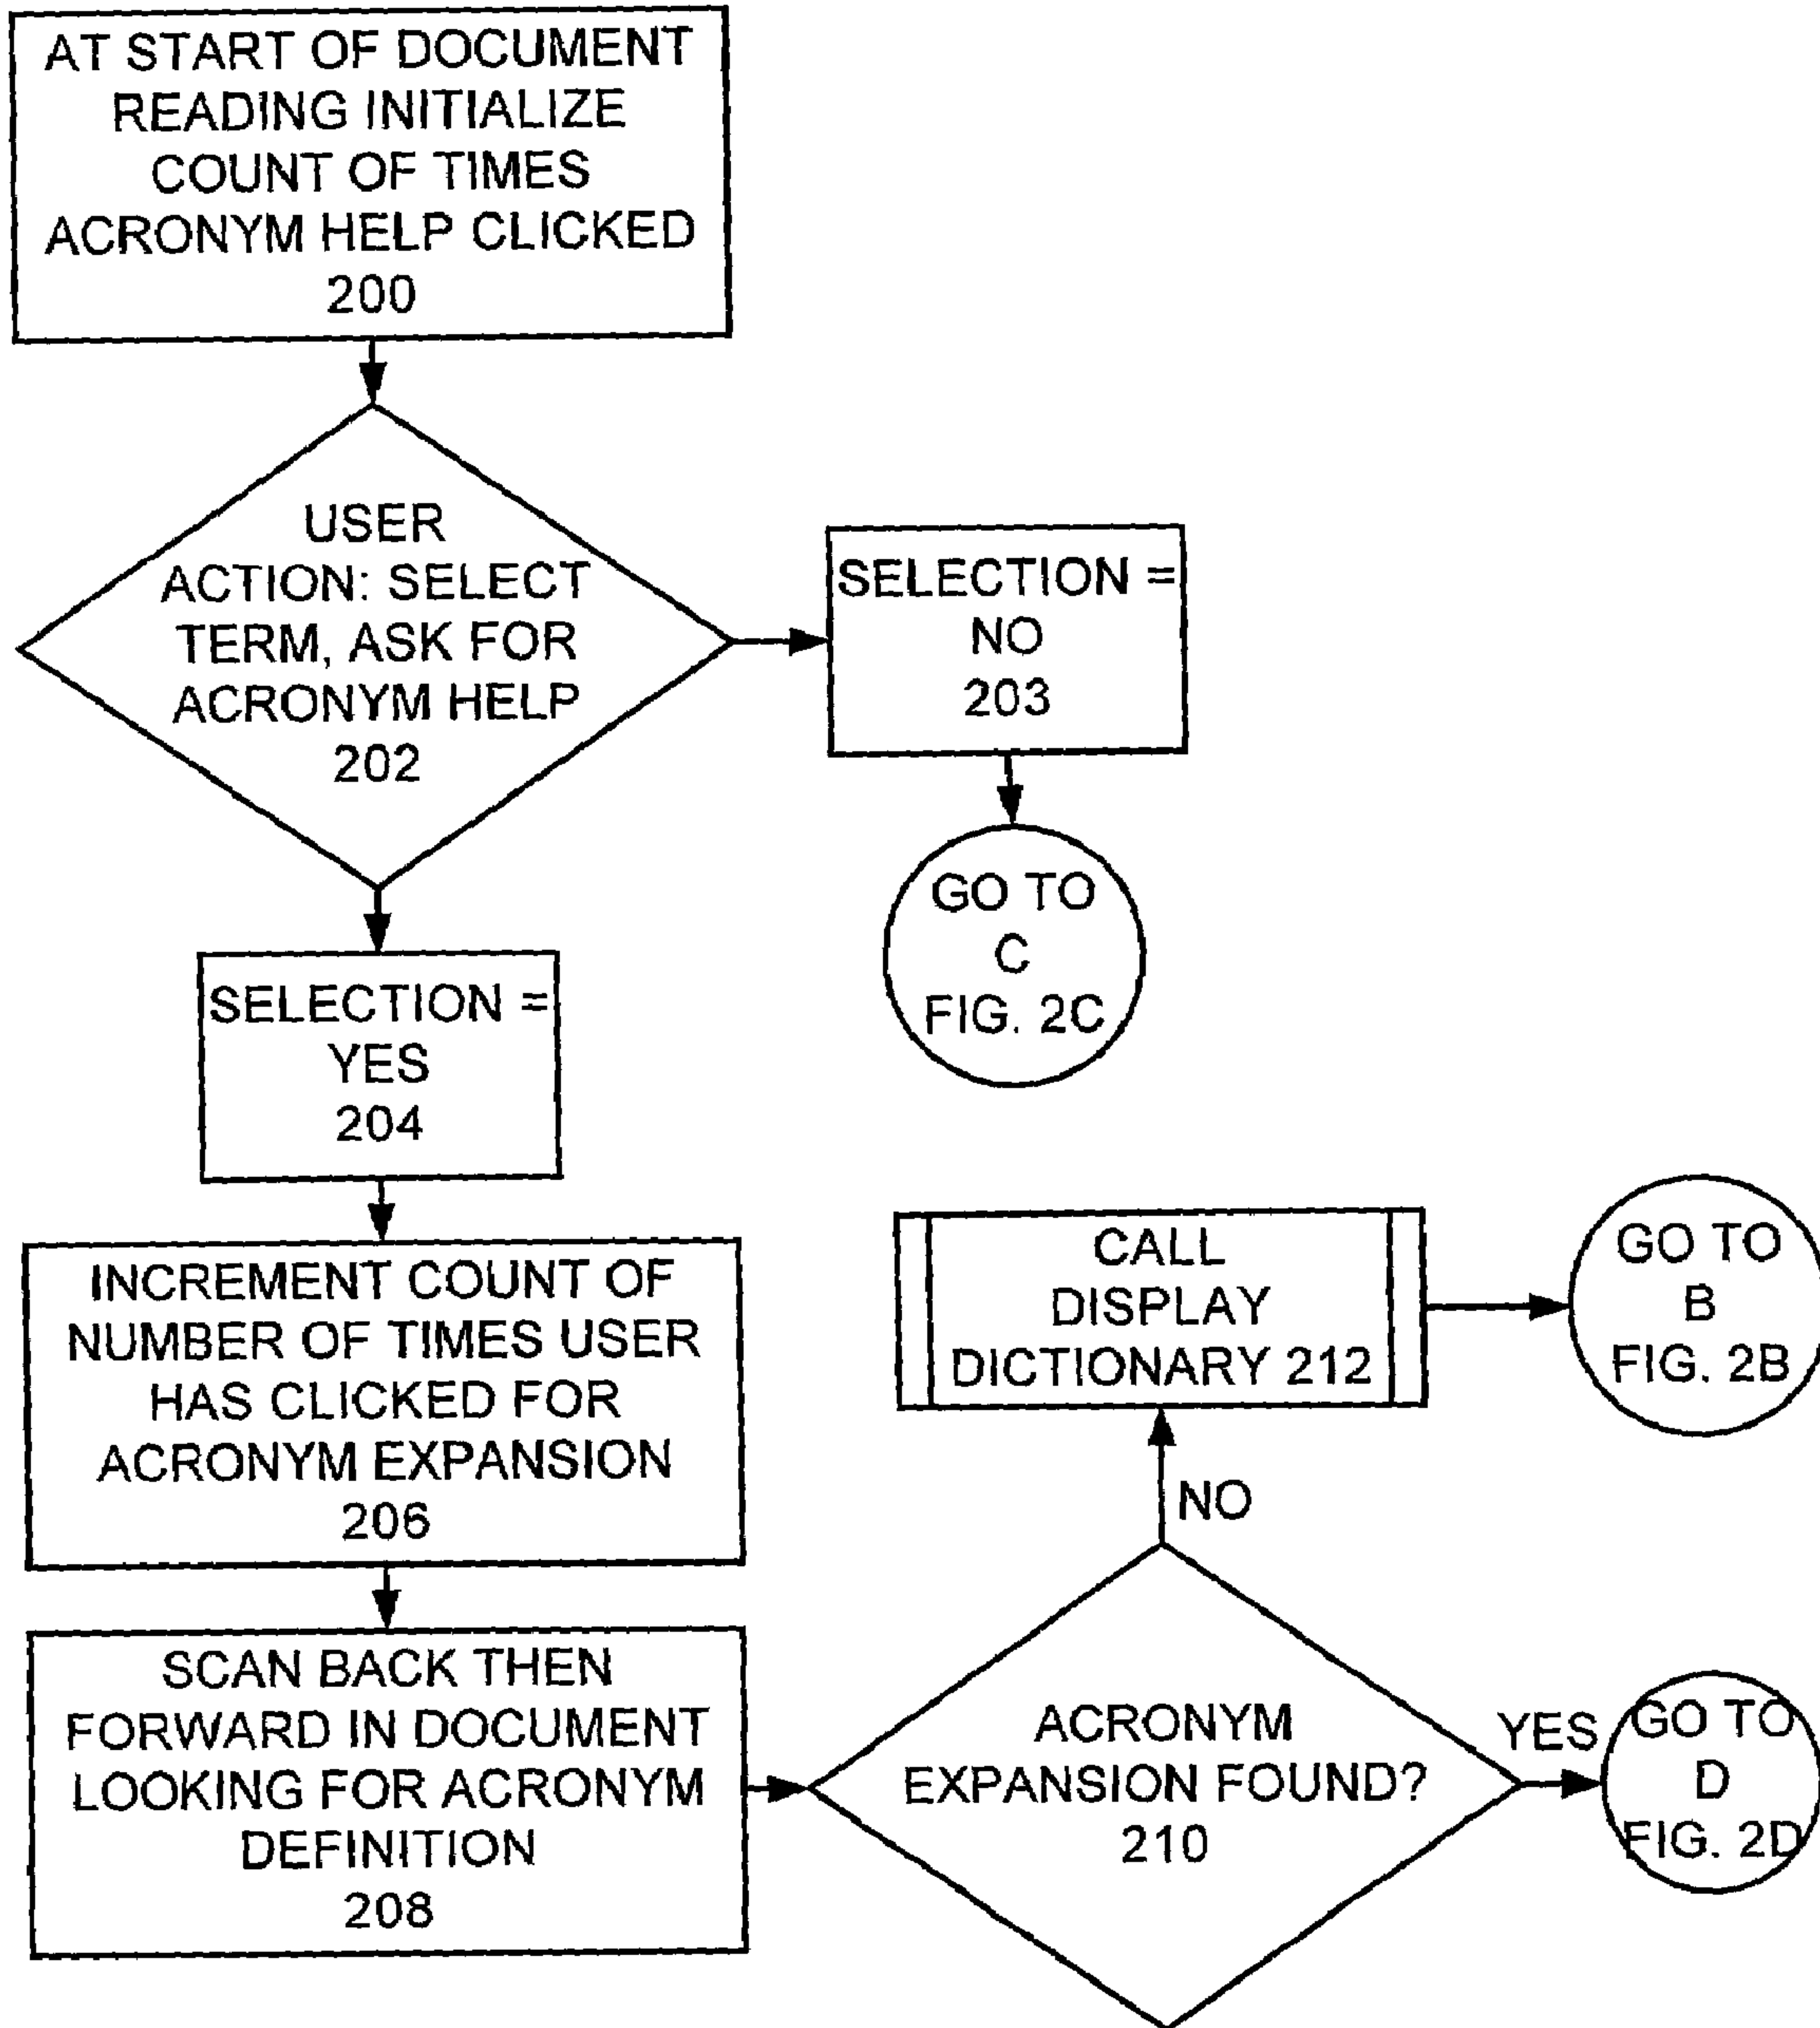 AT START OF DOCUMENT
READING INITIALIZE
COUNT OF TIMES
ACRONYM HELP CLICKED
200
USER
ACTION: SELECT
TERM, ASK FOR
ACRONYM HELP
202
SELECTION =
NO
203
GO TO
C
FIG. 2C
SELECTION =
YES
204
INCREMENT COUNT OF
NUMBER OF TIMES USER
HAS CLICKED FOR
ACRONYM EXPANSION
206
SCAN BACK THEN
FORWARD IN DOCUMENT
LOOKING FOR ACRONYM
DEFINITION
208
ACRONYM
EXPANSION FOUND?
210
NO
CALL
DISPLAY
DICTIONARY 212
GO TO
B
FIG. 2B
YES
GO TO
D
FIG. 2D